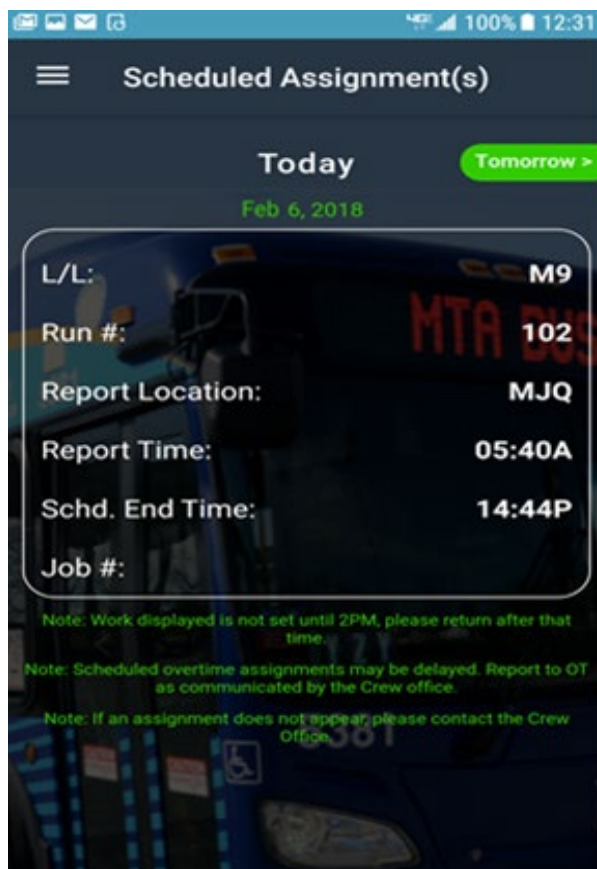 4G 100% 12:31
Scheduled Assignment(s)
Today
Tomorrow >
Feb 6, 2018
L/L: M9
Run #: 102
Report Location: MJQ
Report Time: 05:40A
Schd. End Time: 14:44P
Job #:
Note: Work displayed is not set until 2PM, please return after that
time.
Note: Scheduled overtime assignments may be delayed. Report to OT
as communicated by the Crew office.
Note: If an assignment does not appear, please contact the Crew
Office.
MTA BUS